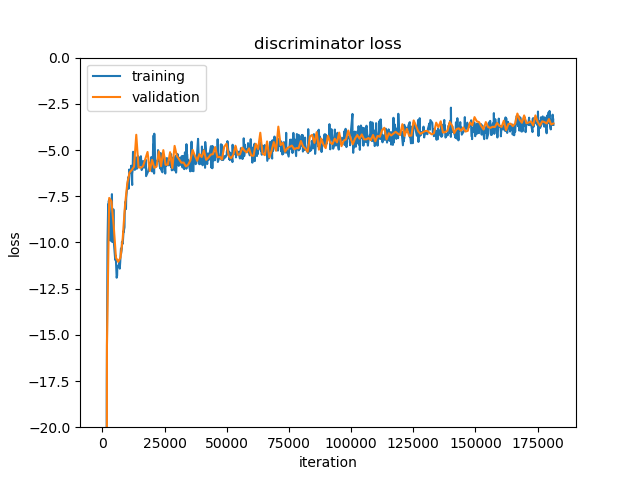 discriminator loss
training
validation
0.0
−2.5
−5.0
−7.5
−10.0
−12.5
−15.0
−17.5
−20.0
loss
0 25000 50000 75000 100000 125000 150000 175000
iteration